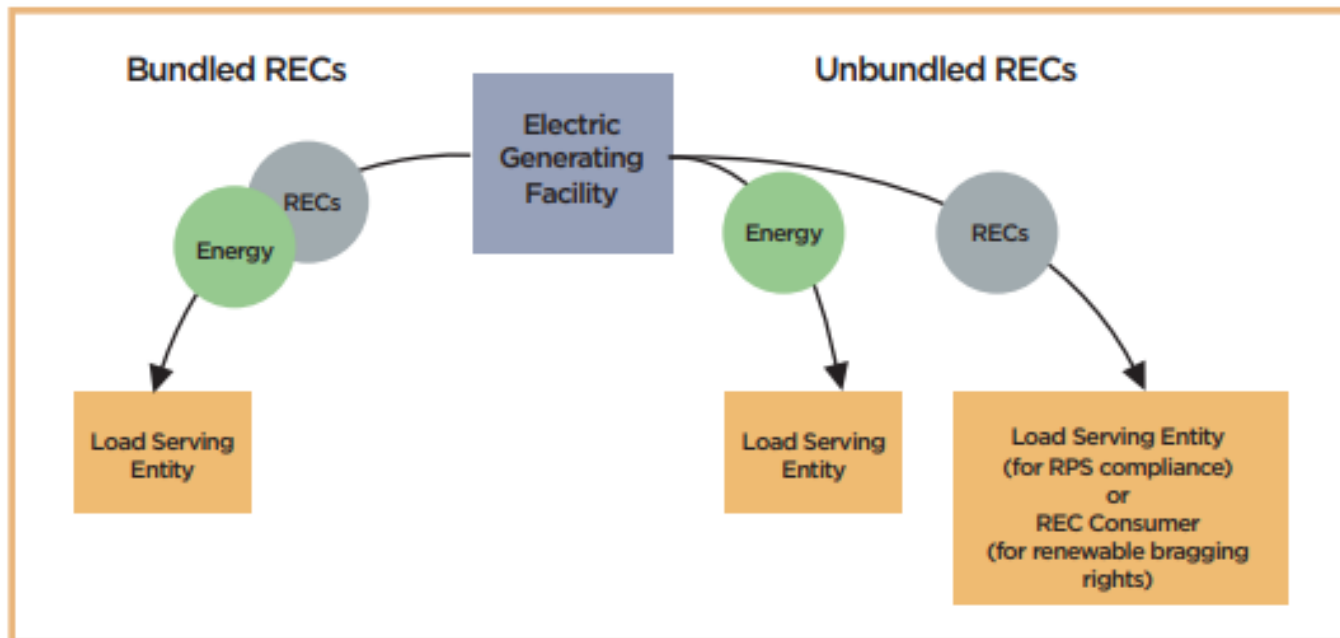 Bundled RECs
Unbundled RECs
Electric
Generating
Facility
RECs
Energy
Energy
RECs
Load Serving
Entity
Load Serving
Entity
Load Serving Entity
(for RPS compliance)
or
REC Consumer
(for renewable bragging
rights)